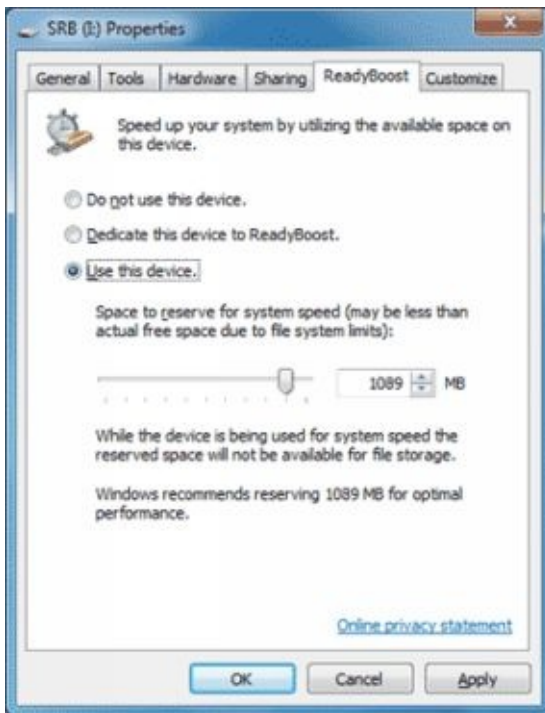 SRB (I:) Properties
General Tools Hardware Sharing ReadyBoost Customize
Speed up your system by utilizing the available space on
this device.
Do not use this device.
Dedicate this device to ReadyBoost.
Use this device.
Space to reserve for system speed (may be less than
actual free space due to file system limits):
1089 MB
While the device is being used for system speed the
reserved space will not be available for file storage.
Windows recommends reserving 1089 MB for optimal
performance.
Online privacy statement
OK Cancel Apply